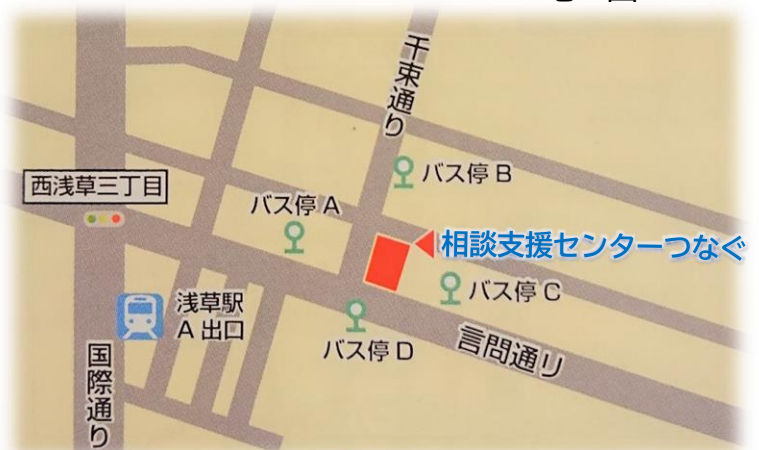 千束通り
バス停 B
西浅草三丁目
バス停 A
相談支援センターつなぐ
バス停 C
浅草駅
A 出口
バス停 D
言問通り
国際通り